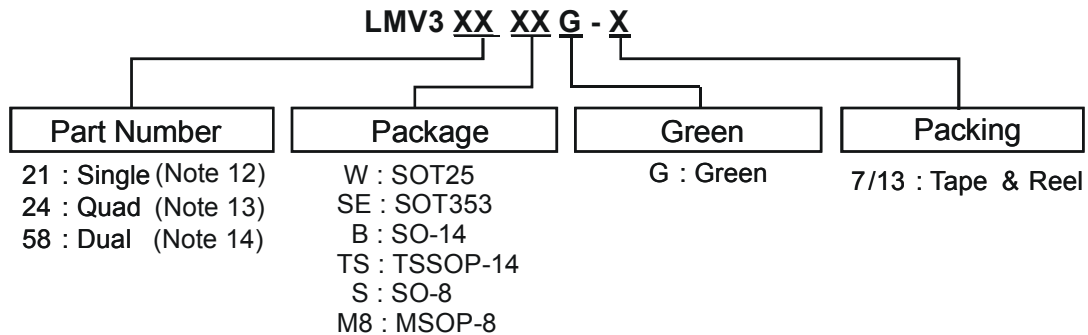 LMV3 XX XX G - X
Part Number
21 : Single (Note 12)
24 : Quad (Note 13)
58 : Dual (Note 14)
Package
W : SOT25
SE : SOT353
B : SO-14
TS : TSSOP-14
S : SO-8
M8 : MSOP-8
Green
G : Green
Packing
7/13 : Tape & Reel